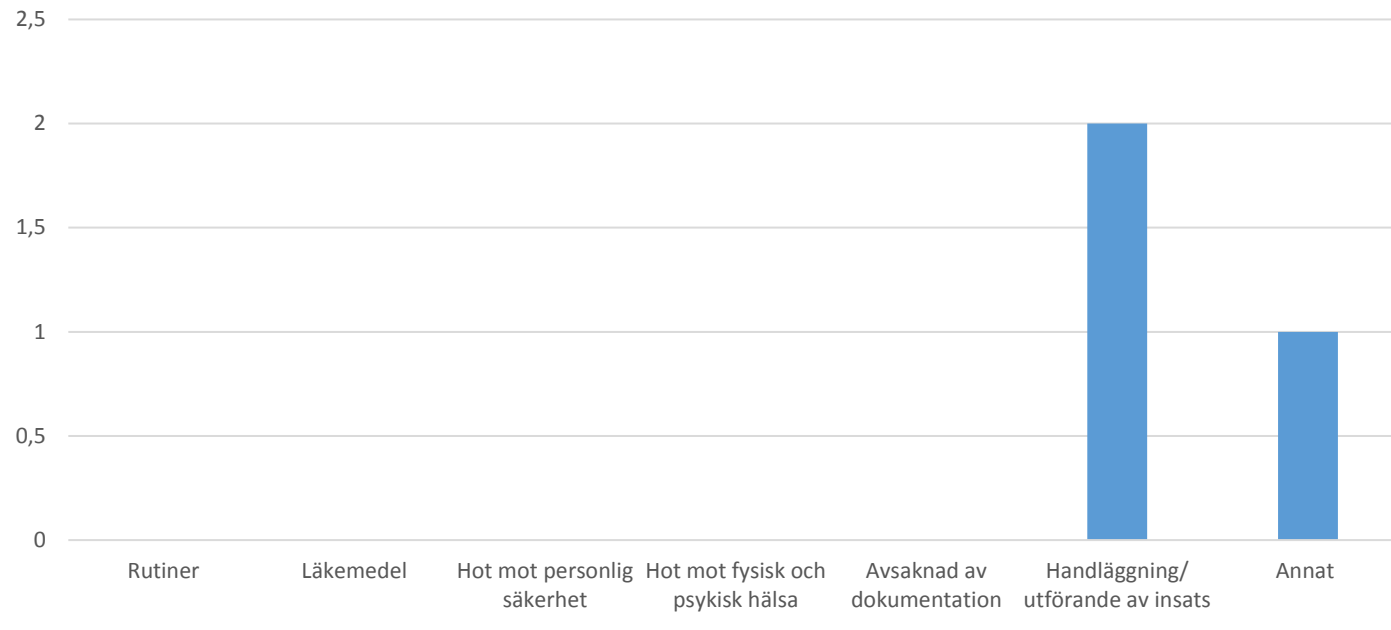 2,5
2
1,5
1
0,5
0
Rutiner
Läkemedel
Hot mot personlig
säkerhet
Hot mot fysisk och
psykisk hälsa
Avsaknad av
dokumentation
Handläggning/
utförande av insats
Annat